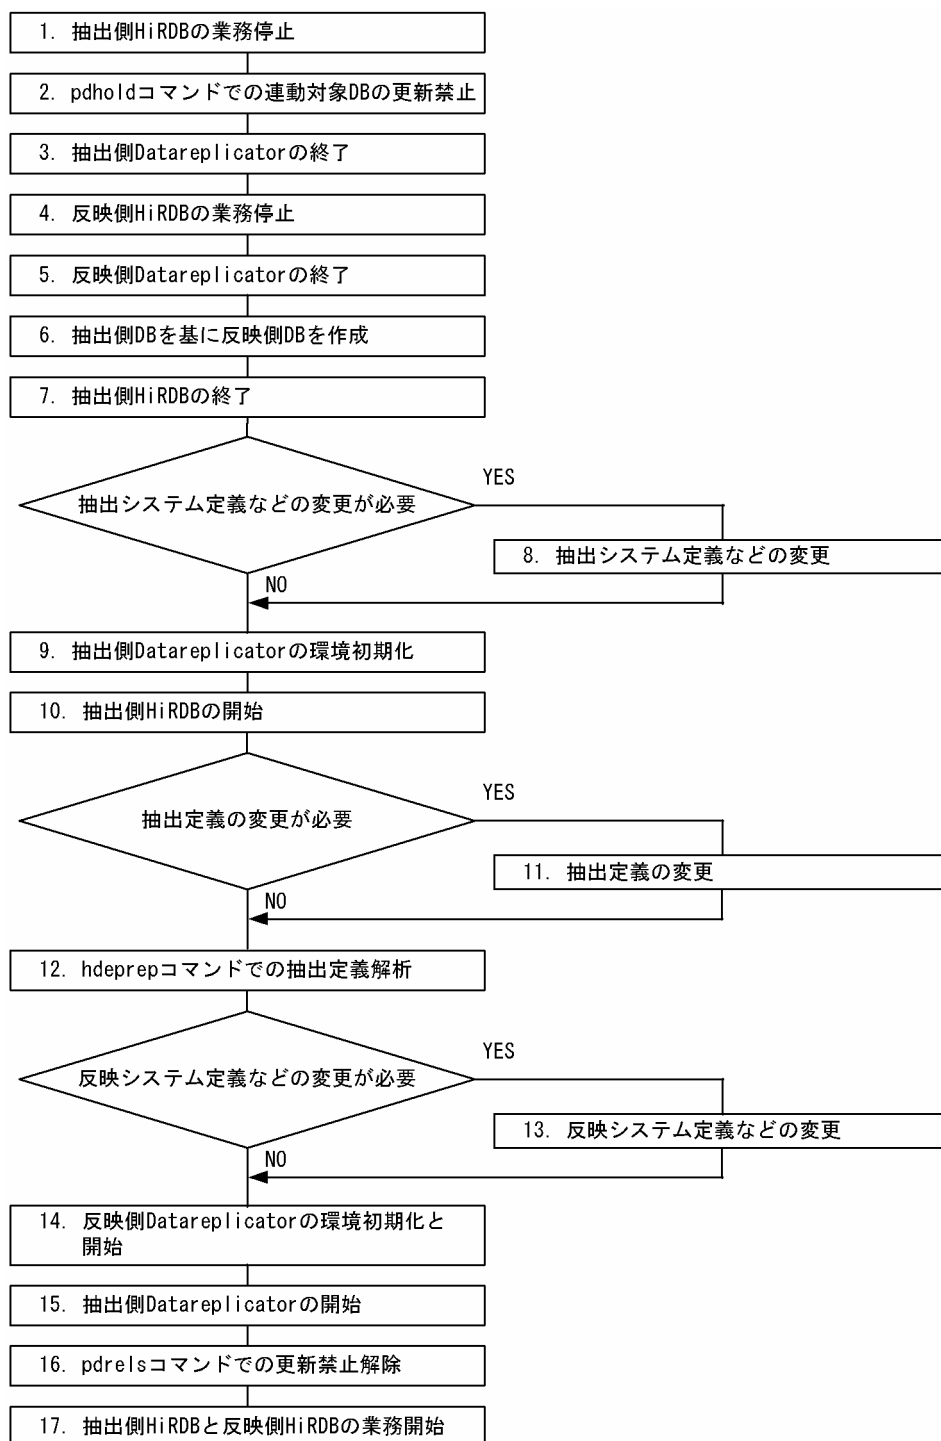 1. 抽出側HiRDBの業務停止
2. pdholdコマンドでの連動対象DBの更新禁止
3. 抽出側Datareplicatorの終了
4. 反映側HiRDBの業務停止
5. 反映側Datareplicatorの終了
6. 抽出側DBを基に反映側DBを作成
7. 抽出側HiRDBの終了
抽出システム定義などの変更が必要
YES
8. 抽出システム定義などの変更
NO
9. 抽出側Datareplicatorの環境初期化
10. 抽出側HiRDBの開始
抽出定義の変更が必要
YES
11. 抽出定義の変更
NO
12. hdeprepコマンドでの抽出定義解析
反映システム定義などの変更が必要
YES
13. 反映システム定義などの変更
NO
14. 反映側Datareplicatorの環境初期化と
開始
15. 抽出側Datareplicatorの開始
16. pdrelsコマンドでの更新禁止解除
17. 抽出側HiRDBと反映側HiRDBの業務開始